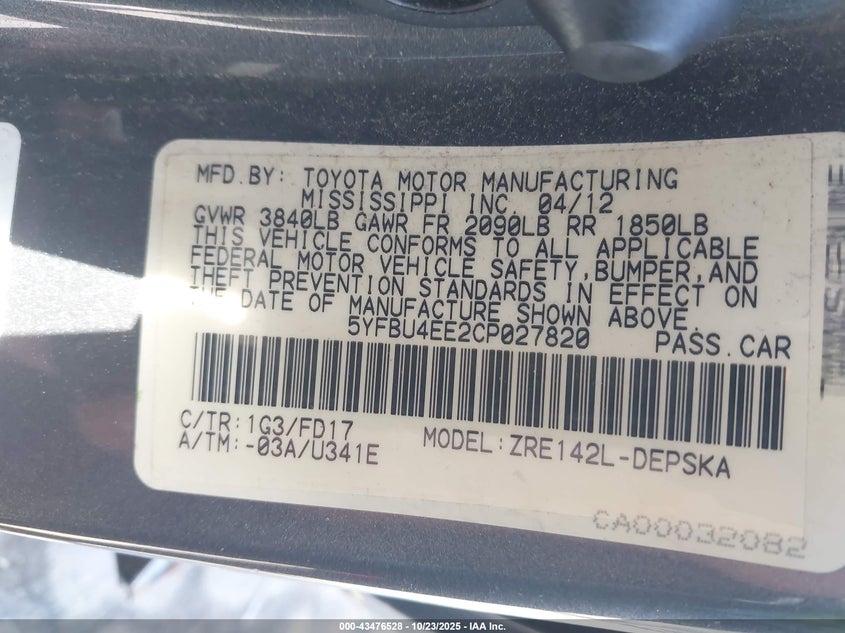 MFD.BY: TOYOTA MOTOR MANUFACTURING
MISSISSIPPI INC. 04/12
GVWR 3840LB GAWR FR 2090LB RR 1850LB
THIS VEHICLE CONFORMS TO ALL APPLICABLE
FEDERAL MOTOR VEHICLE SAFETY,BUMPER,AND
THEFT PREVENTION STANDARDS IN EFFECT ON
THE DATE OF MANUFACTURE SHOWN ABOVE.
5YFBU4EE2CP027820 PASS.CAR
C/TR:1G3/FD17
A/TM:-03A/U341E
MODEL:ZRE142L-DEPSKA
CA00032082
000-43476528 - 10/23/2025 - IAA Inc.